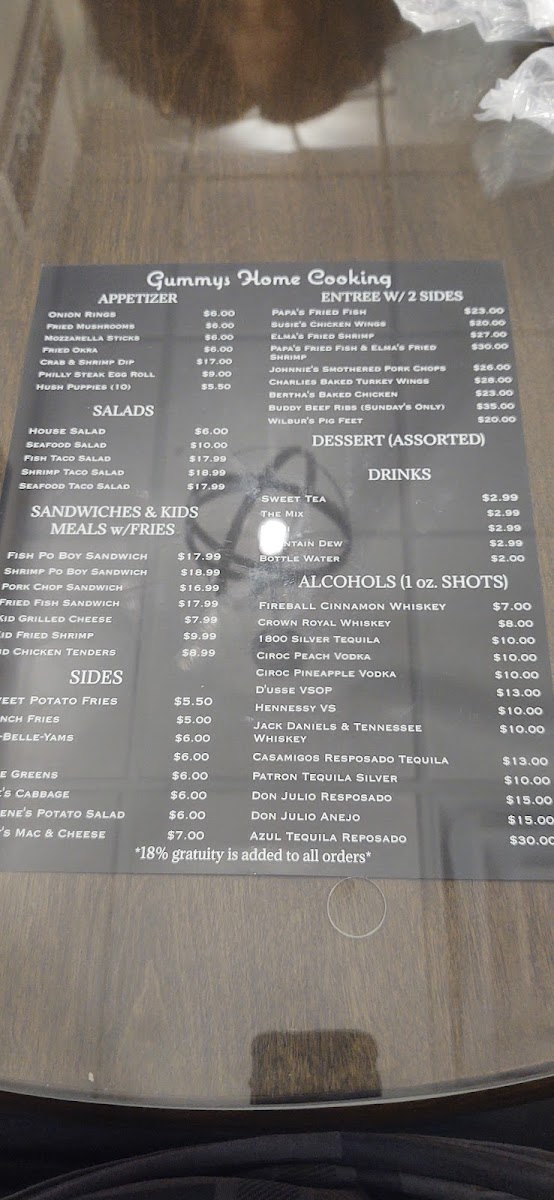 Gummys Home Cooking
APPETIZER
Onion Rings $6.00
Fried Mushrooms $6.00
Mozzarella Sticks $6.00
Fried Okra $6.00
Crab & Shrimp Dip $17.00
Philly Steak Egg Roll $9.00
Hush Puppies (10) $5.50
SALADS
House Salad $6.00
Seafood Salad $10.00
Fish Taco Salad $17.99
Shrimp Taco Salad $18.99
Seafood Taco Salad $17.99
SANDWICHES & KIDS
MEALS w/FRIES
Fish Po Boy Sandwich $17.99
Shrimp Po Boy Sandwich $18.99
Pork Chop Sandwich $16.99
Fried Fish Sandwich $17.99
Kid Grilled Cheese $7.99
Fried Shrimp $9.99
Chicken Tenders $8.99
SIDES
Potato Fries $5.50
Fries $5.00
-Belle-Yams $6.00
$6.00
Greens $6.00
Cabbage $6.00
Potato Salad $6.00
Mac & Cheese $7.00
ENTREE W/ 2 SIDES
Papa's Fried Fish $23.00
Susie's Chicken Wings $20.00
Elma's Fried Shrimp $27.00
Papa's Fried Fish & Elma's Fried $30.00
Shrimp
Johnnie's Smothered Pork Chops $26.00
Charlies Baked Turkey Wings $28.00
Bertha's Baked Chicken $23.00
Buddy Beef Ribs (Sunday's Only) $35.00
Wilbur's Pig Feet $20.00
DESSERT (ASSORTED)
DRINKS
Sweet Tea $2.99
The Mix $2.99
$2.99
Dew $2.99
Bottle Water $2.00
ALCOHOLS (1 oz. SHOTS)
Fireball Cinnamon Whiskey $7.00
Crown Royal Whiskey $8.00
1800 Silver Tequila $10.00
Ciroc Peach Vodka $10.00
Ciroc Pineapple Vodka $10.00
D'usse VSOP $13.00
Hennessy VS $10.00
Jack Daniels & Tennessee $10.00
Whiskey
Casamigos Resposado Tequila $13.00
Patron Tequila Silver $10.00
Don Julio Resposado $15.00
Don Julio Anejo $15.00
Azul Tequila Reposado $30.00
*18% gratuity is added to all orders*